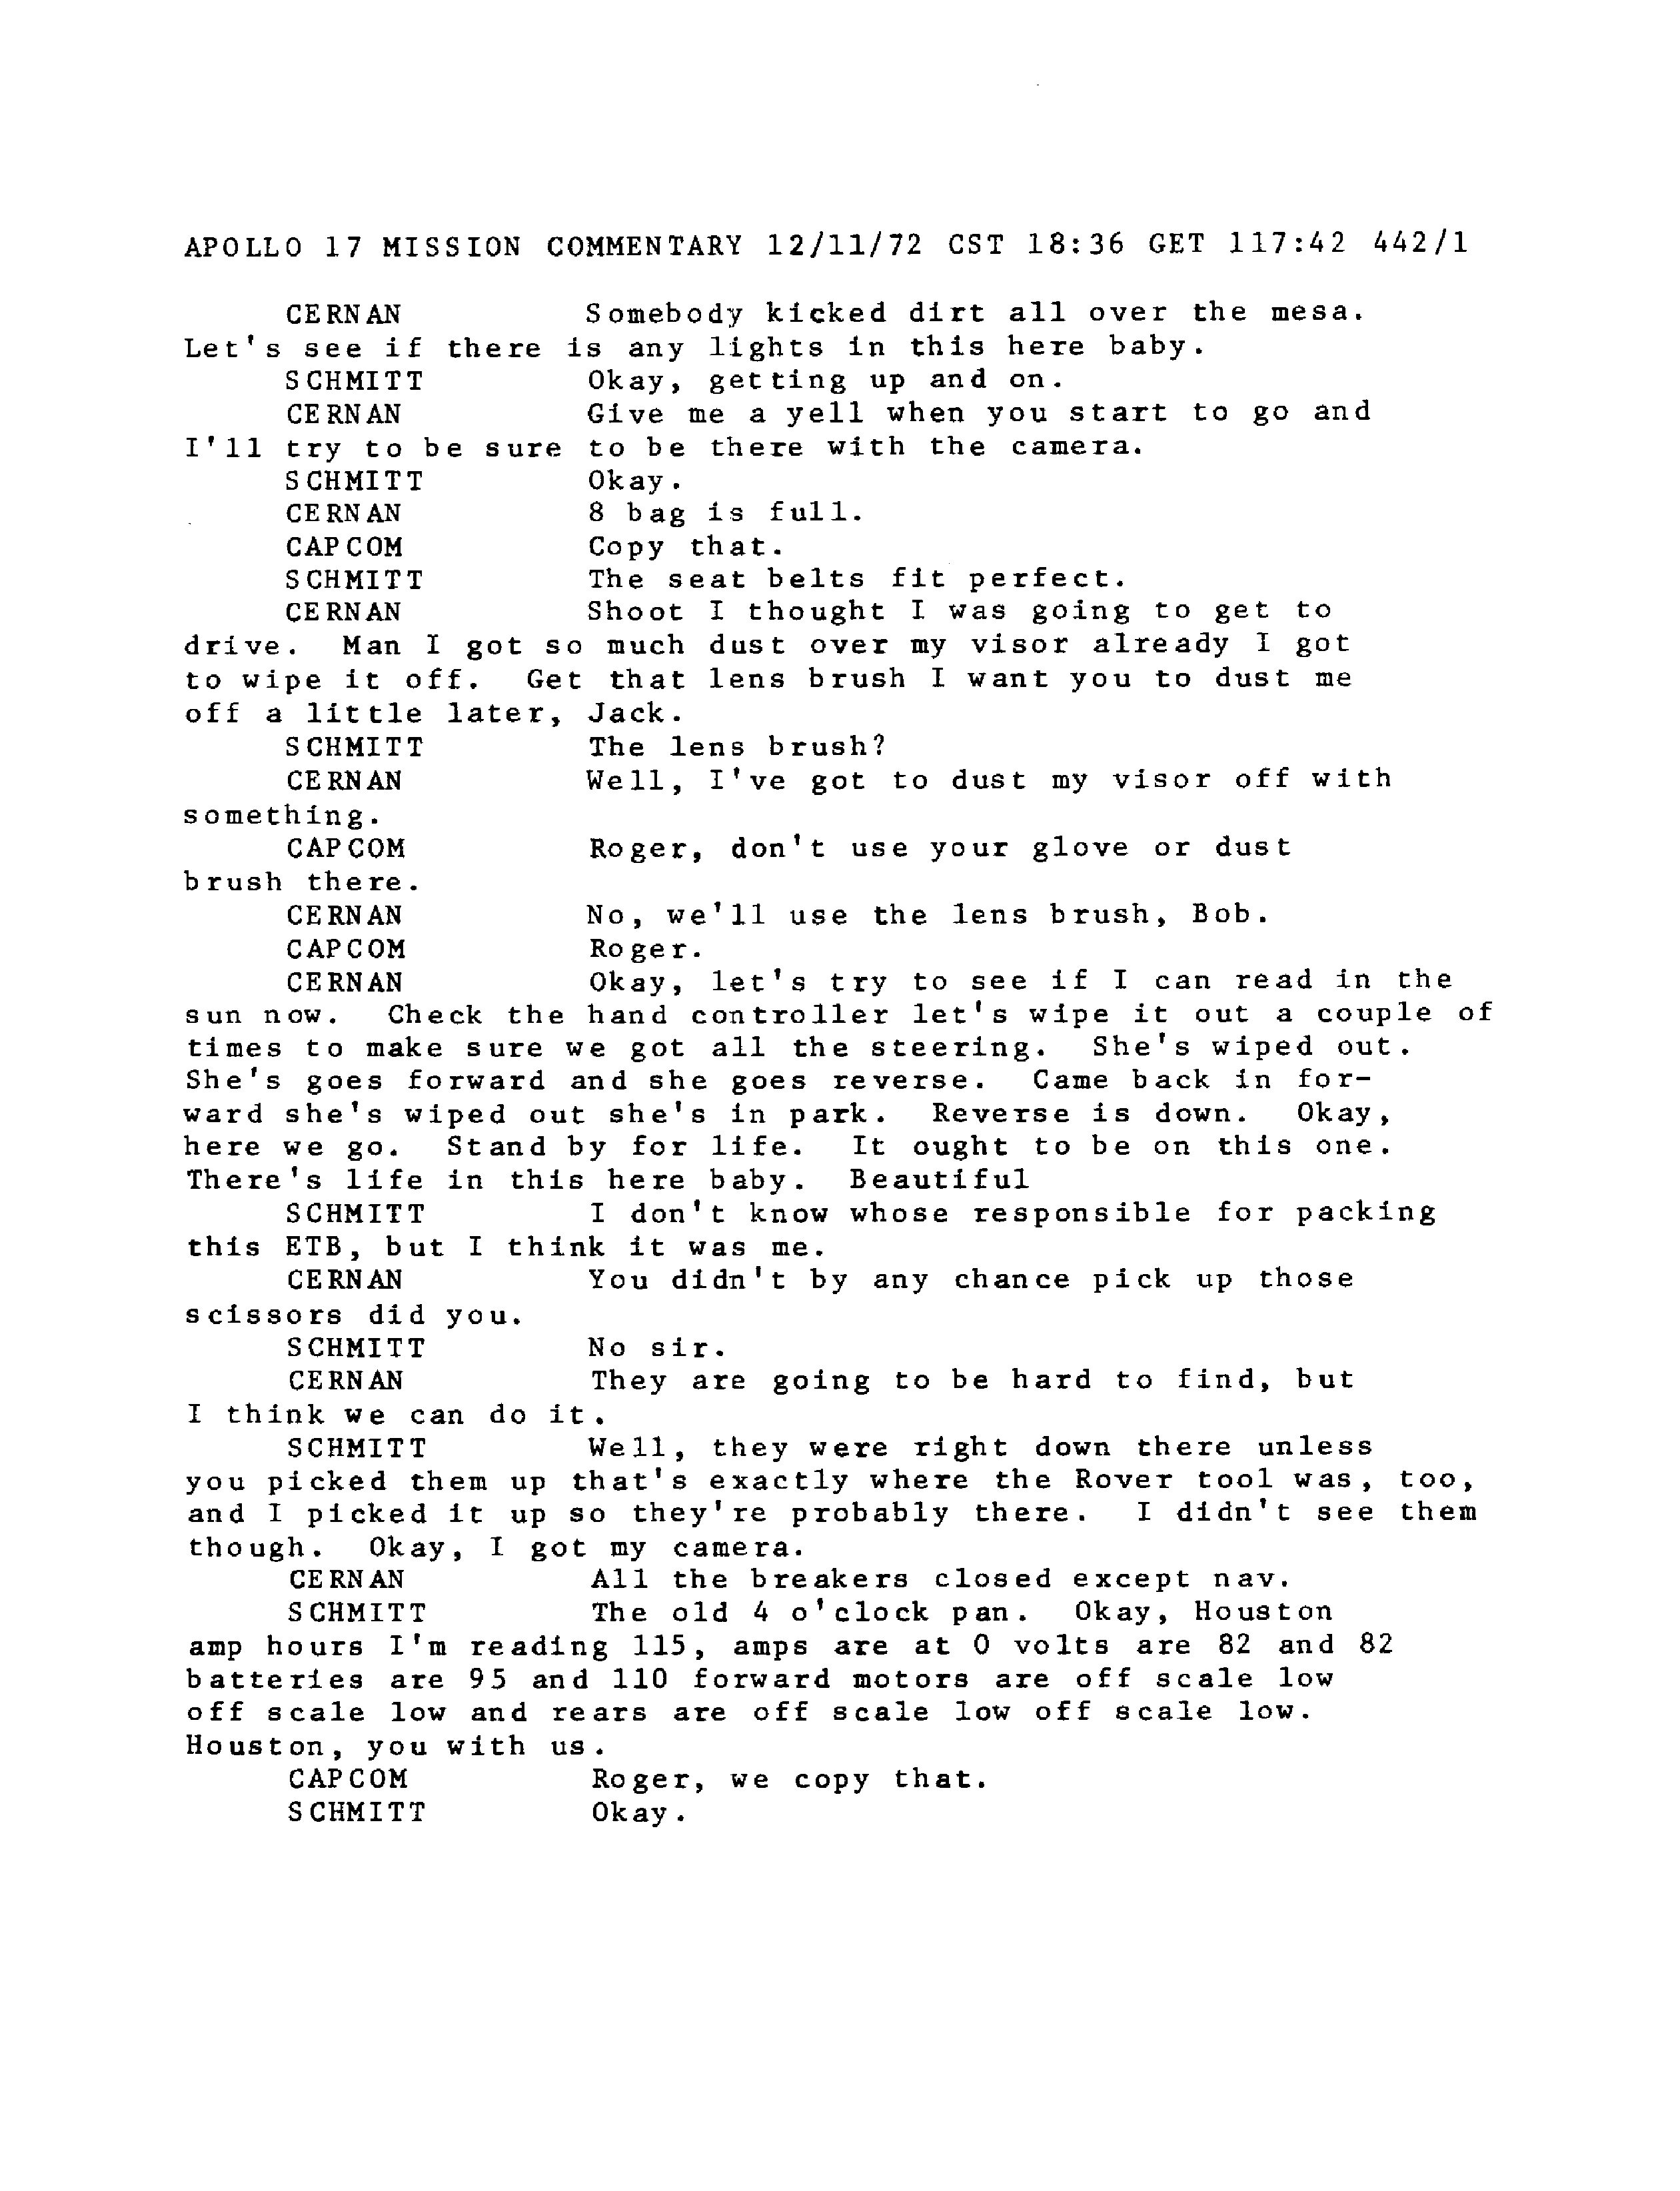 APOLLO 17 MISSION COMMENTARY 12/11/72 CST 18:36 GET 117:42 442/1
CERNAN Somebody kicked dirt all over the mesa.
Let's see if there is any lights in this here baby.
SCHMITT Okay, getting up and on.
CERNAN Give me a yell when you start to go and
I'll try to be sure to be there with the camera.
SCHMITT Okay.
CERNAN 8 bag is full.
CAPCOM Copy that.
SCHMITT The seat belts fit perfect.
CERNAN Shoot I thought I was going to get to
drive. Man I got so much dust over my visor already I got
to wipe it off. Get that lens brush I want you to dust me
off a little later, Jack.
SCHMITT The lens brush?
CERNAN Well, I've got to dust my visor off with
something.
CAPCOM Roger, don't use your glove or dust
brush there.
CERNAN No, we'll use the lens brush, Bob.
CAPCOM Roger.
CERNAN Okay, let's try to see if I can read in the
sun now. Check the hand controller let's wipe it out a couple of
times to make sure we got all the steering. She's wiped out.
She's goes forward and she goes reverse. Came back in for-
ward she's wiped out she's in park. Reverse is down. Okay,
here we go. Stand by for life. It ought to be on this one.
There's life in this here baby. Beautiful
SCHMITT I don't know whose responsible for packing
this ETB, but I think it was me.
CERNAN You didn't by any chance pick up those
scissors did you.
SCHMITT No sir.
CERNAN They are going to be hard to find, but
I think we can do it.
SCHMITT Well, they were right down there unless
you picked them up that's exactly where the Rover tool was, too,
and I picked it up so they're probably there. I didn't see them
though. Okay, I got my camera.
CERNAN All the breakers closed except nav.
SCHMITT The old 4 o'clock pan. Okay, Houston
amp hours I'm reading 115, amps are at 0 volts are 82 and 82
batteries are 95 and 110 forward motors are off scale low
off scale low and rears are off scale low off scale low.
Houston, you with us.
CAPCOM Roger, we copy that.
SCHMITT Okay.